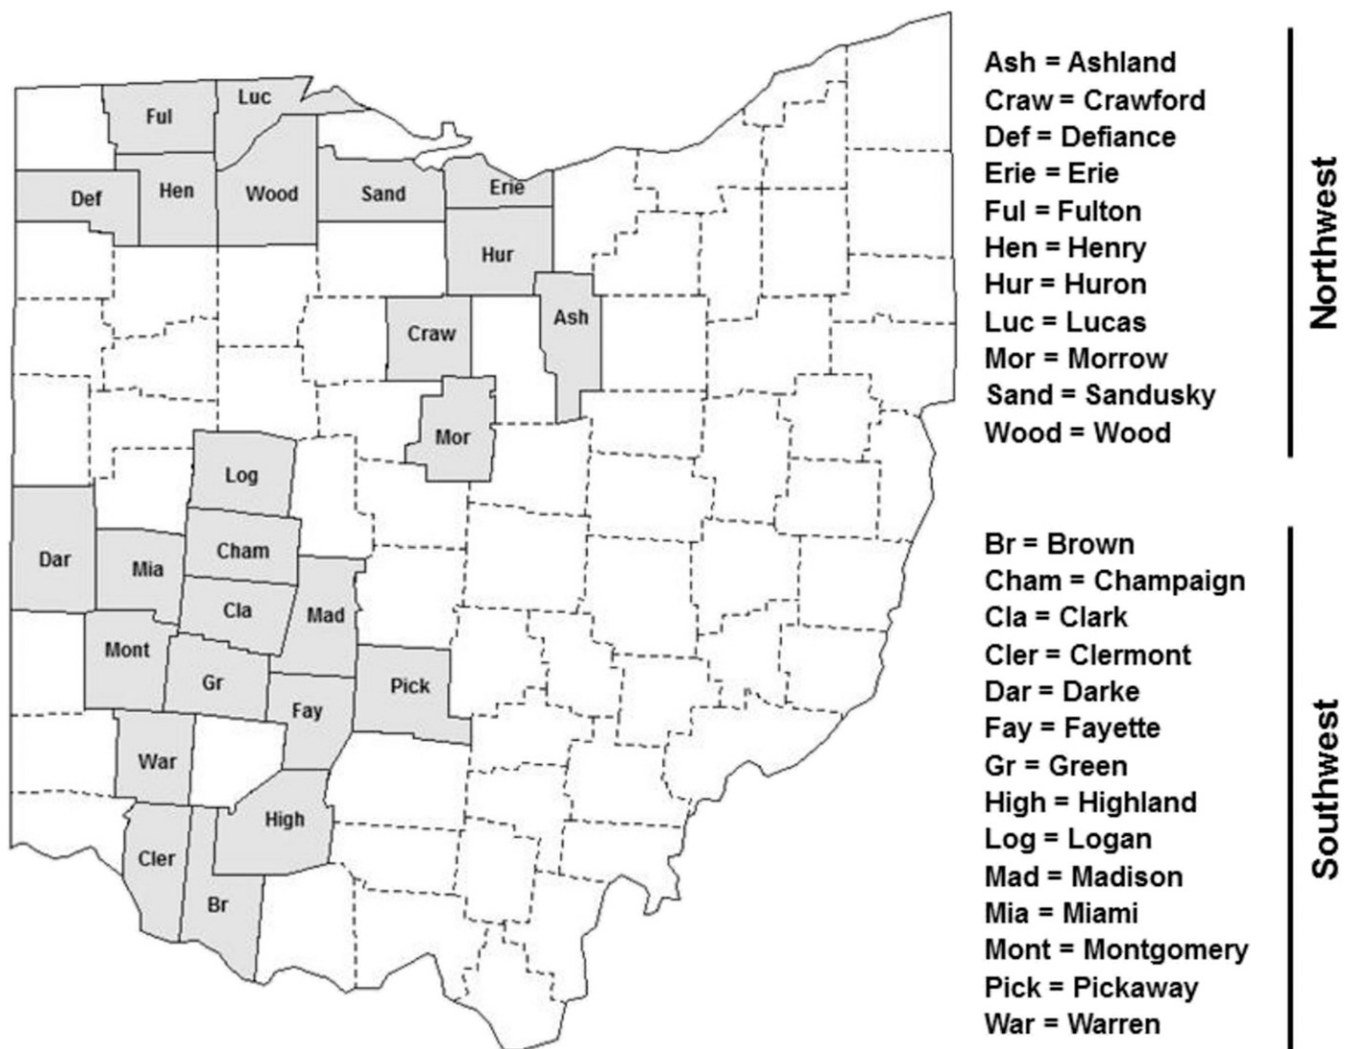 Ful
Luc
Def
Hen
Wood
Sand
Erie
Hur
Craw
Ash
Mor
Log
Dar
Mia
Cham
Cla
Mad
Mont
Gr
Pick
Fay
War
High
Cler
Br
Ash = Ashland
Craw = Crawford
Def = Defiance
Erie = Erie
Ful = Fulton
Hen = Henry
Hur = Huron
Luc = Lucas
Mor = Morrow
Sand = Sandusky
Wood = Wood
Northwest
Br = Brown
Cham = Champaign
Cla = Clark
Cler = Clermont
Dar = Darke
Fay = Fayette
Gr = Green
High = Highland
Log = Logan
Mad = Madison
Mia = Miami
Mont = Montgomery
Pick = Pickaway
War = Warren
Southwest